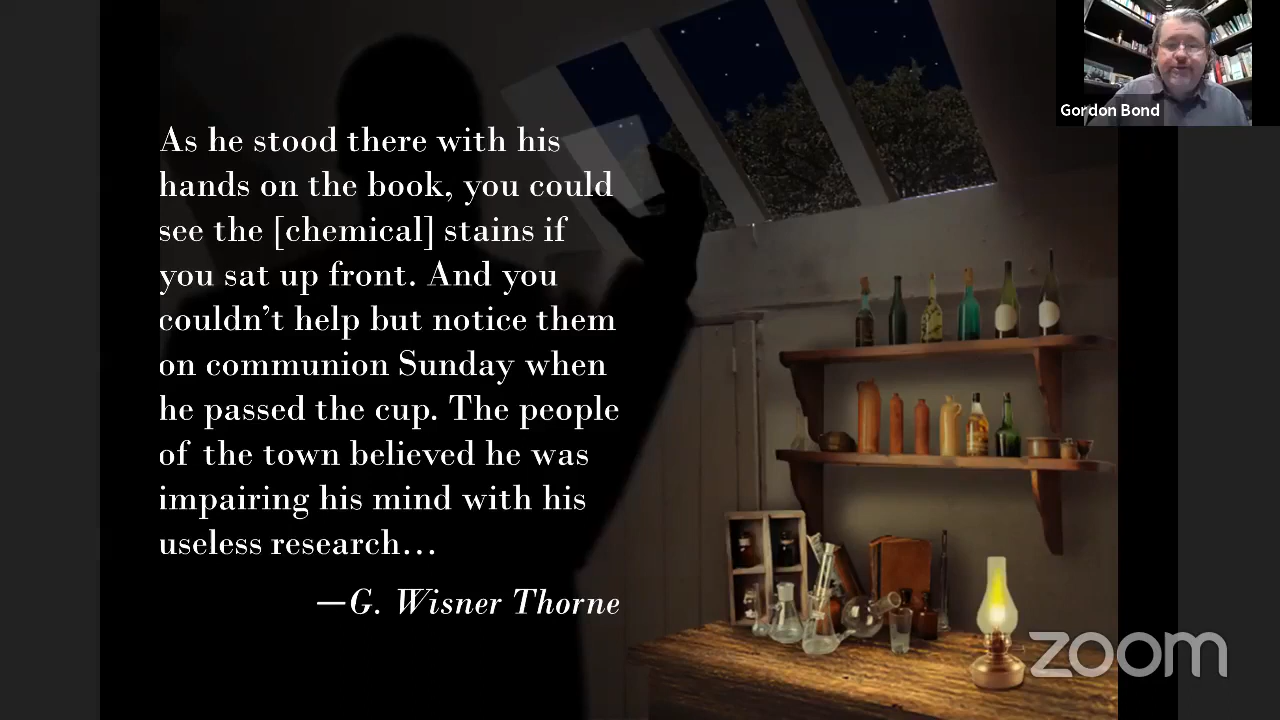 Gordon Bond
As he stood there with his
hands on the book, you could
see the [chemical] stains if
you sat up front. And you
couldn’t help but notice them
on communion Sunday when
he passed the cup. The people
of the town believed he was
impairing his mind with his
useless research…
—G. Wisner Thorne
zoom